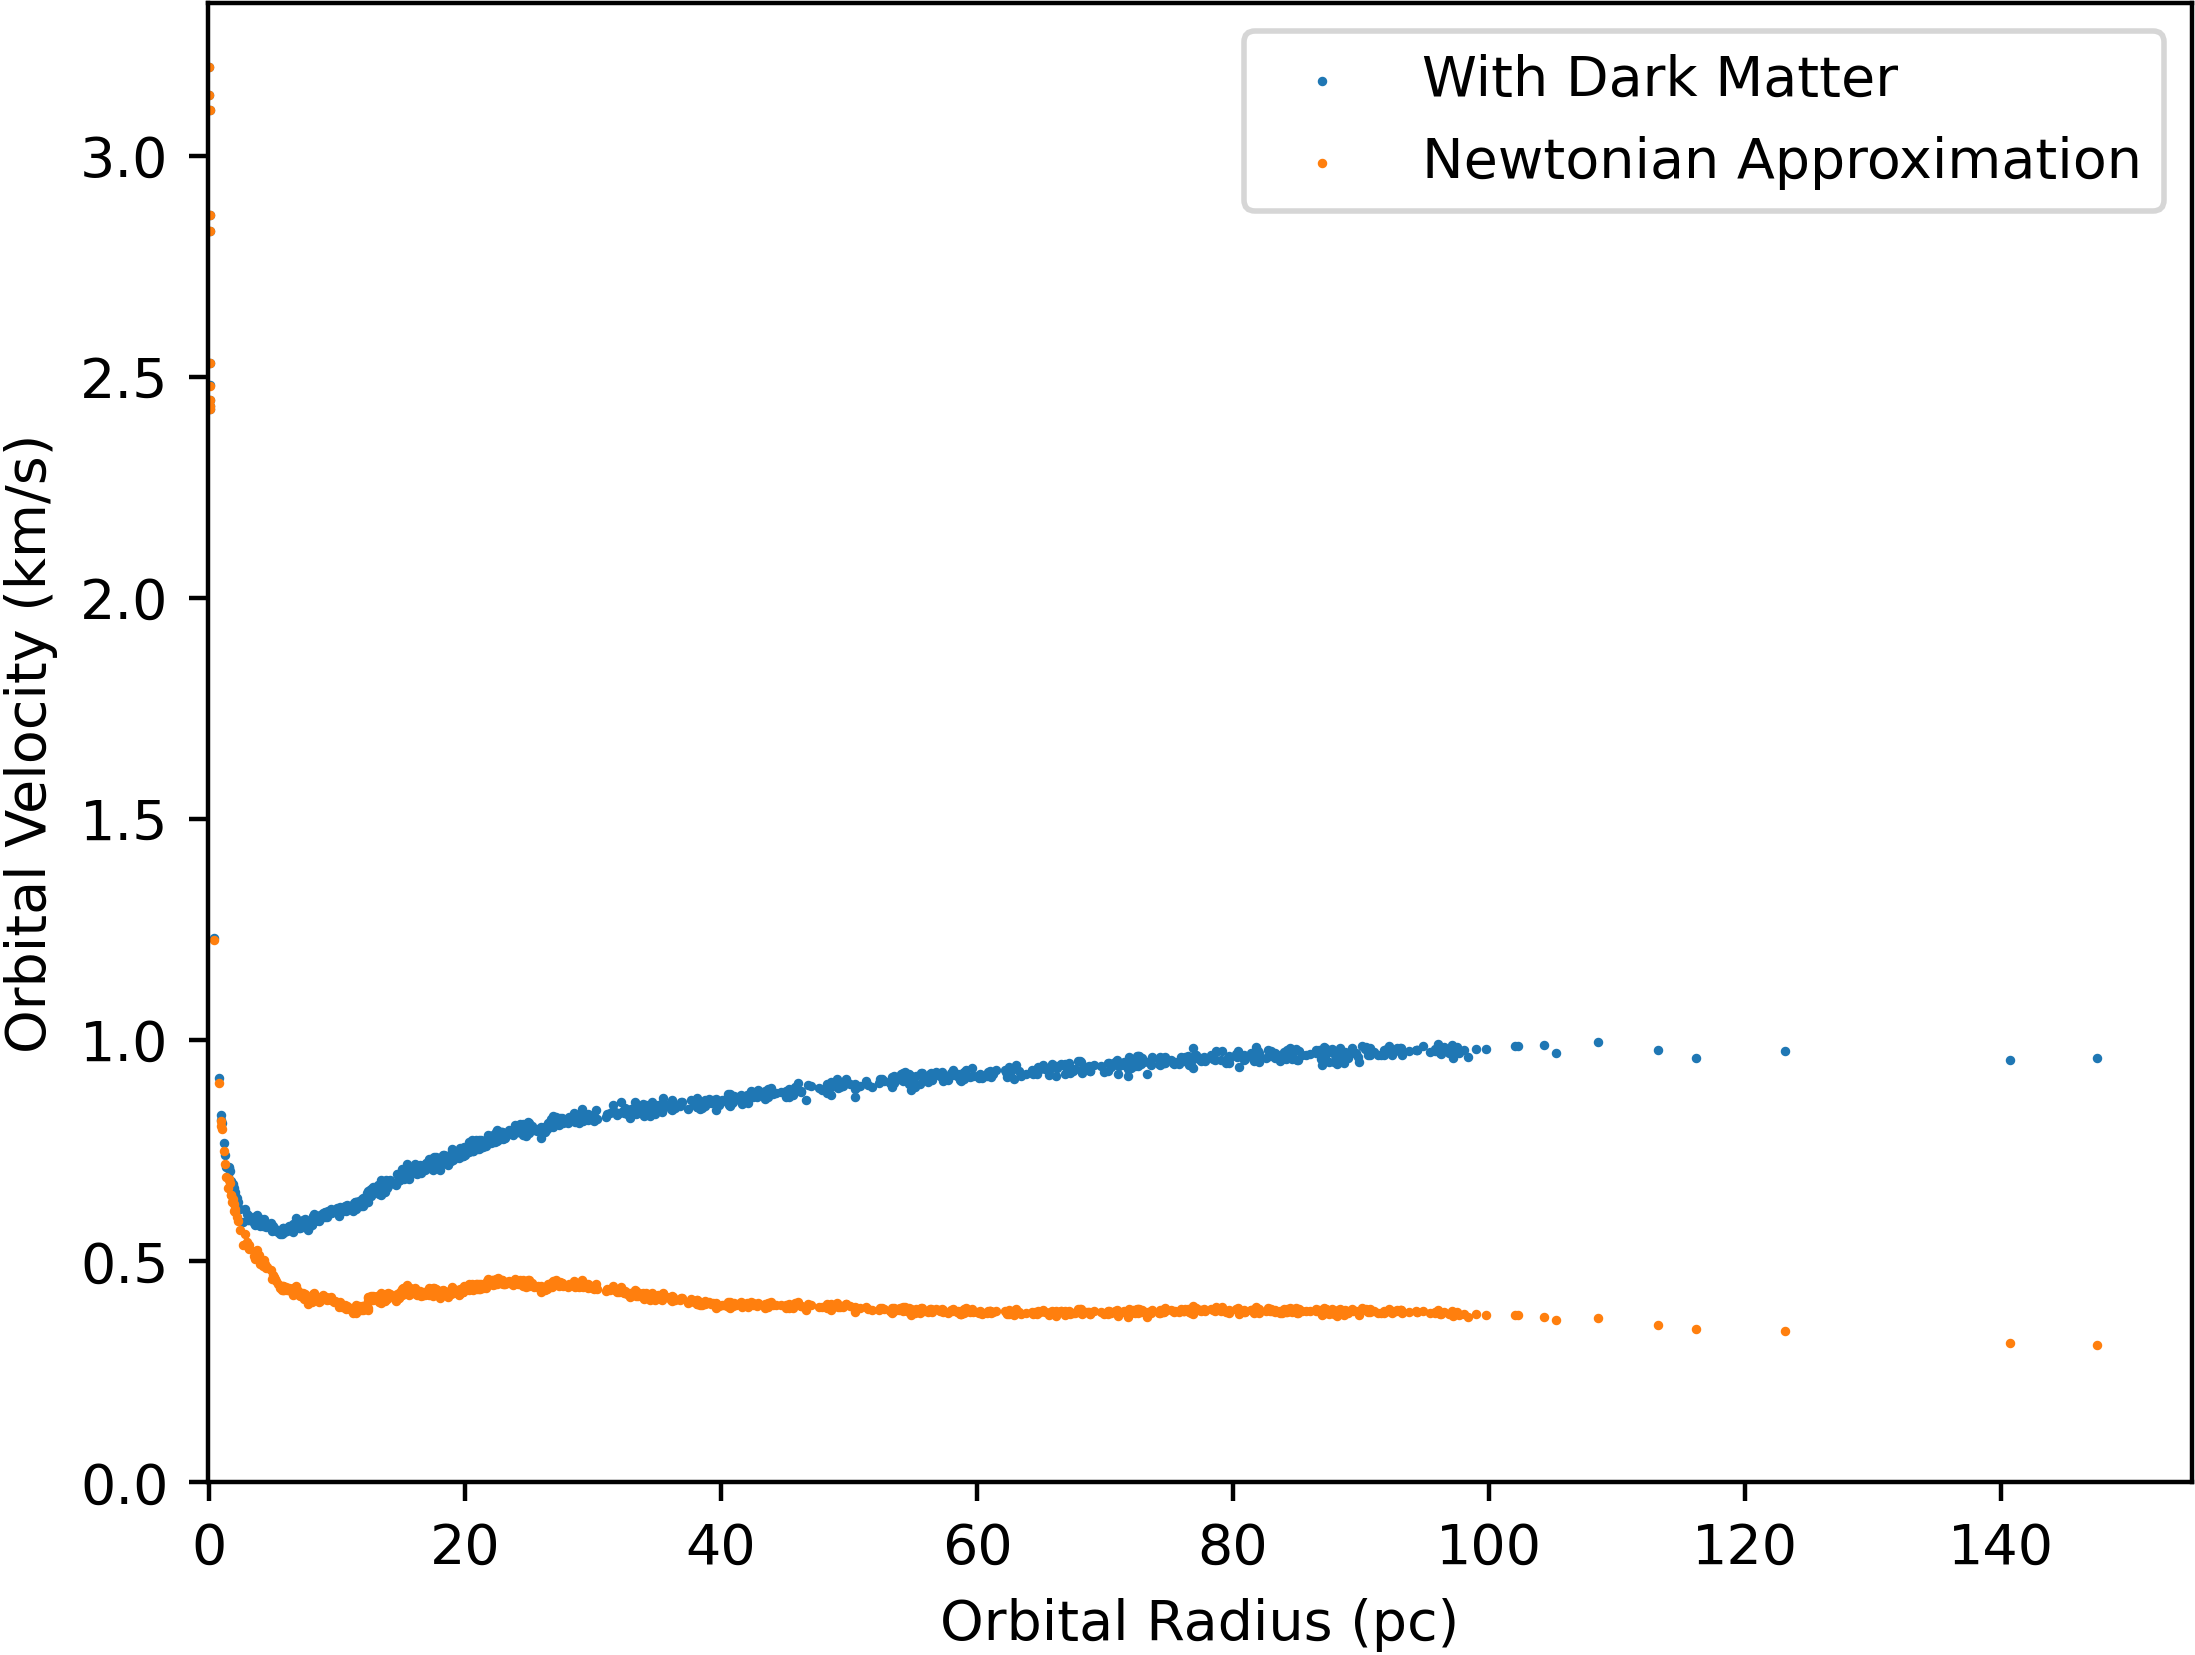 With Dark Matter
Newtonian Approximation
3.0
2.5
2.0
1.5
1.0
0.5
0.0
Orbital Velocity (km/s)
0 20 40 60 80 100 120 140
Orbital Radius (pc)